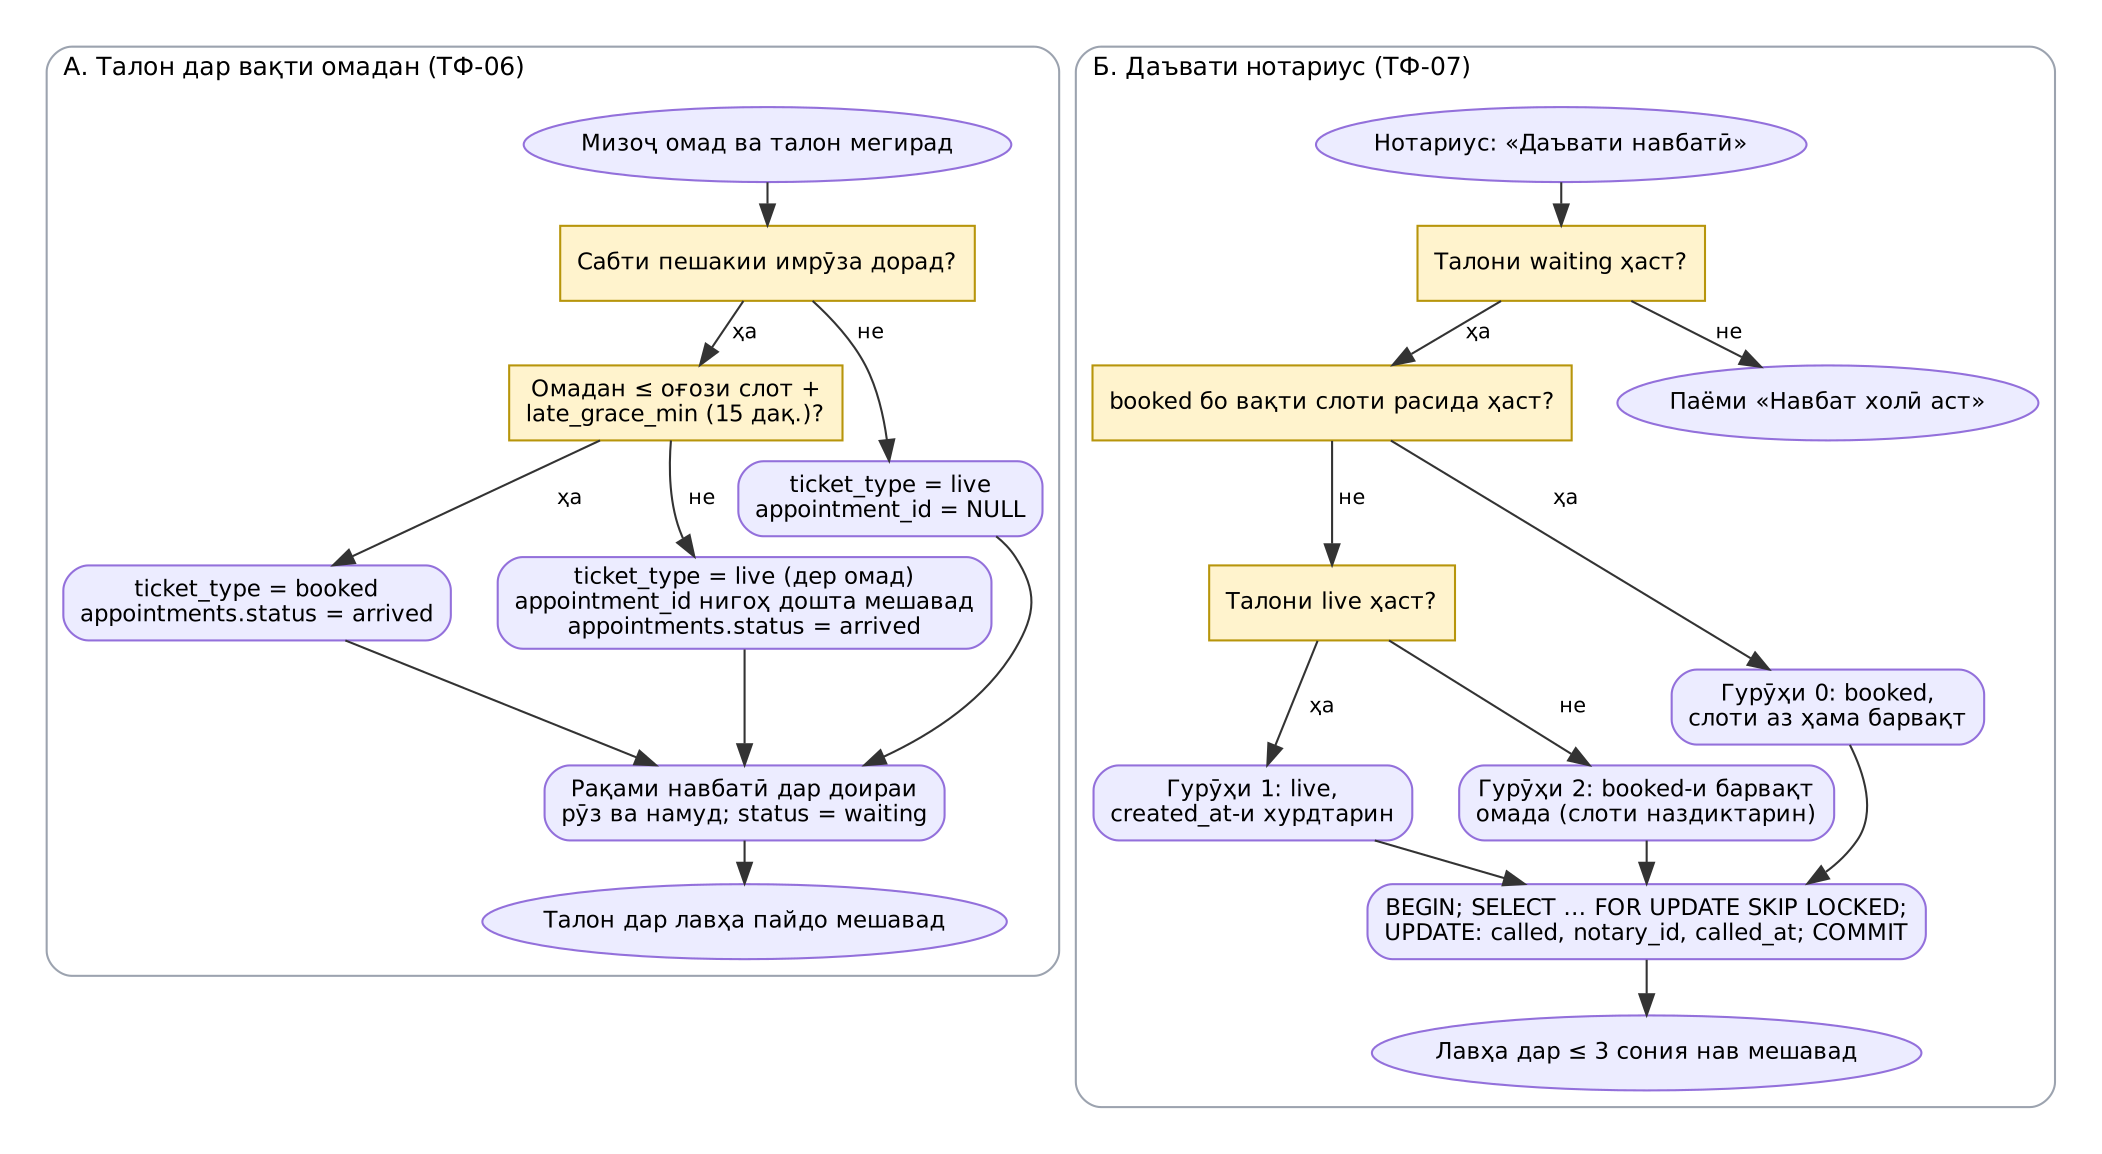 А. Талон дар вақти омадан (ТФ-06)
Мизоҷ омад ва талон мегирад
Сабти пешакии имрӯза дорад?
ҳа
не
Омадан ≤ оғози слот +
late_grace_min (15 дақ.)?
ҳа
не
ticket_type = live
appointment_id = NULL
ticket_type = booked
appointments.status = arrived
ticket_type = live (дер омад)
appointment_id нигоҳ дошта мешавад
appointments.status = arrived
Рақами навбатӣ дар доираи
рӯз ва намуд; status = waiting
Талон дар лавҳа пайдо мешавад
Б. Даъвати нотариус (ТФ-07)
Нотариус: «Даъвати навбатӣ»
Талони waiting ҳаст?
ҳа
не
booked бо вақти слоти расида ҳаст?
Паёми «Навбат холӣ аст»
не
ҳа
Талони live ҳаст?
ҳа
не
Гурӯҳи 0: booked,
слоти аз ҳама барвақт
Гурӯҳи 1: live,
created_at-и хурдтарин
Гурӯҳи 2: booked-и барвақт
омада (слоти наздиктарин)
BEGIN; SELECT … FOR UPDATE SKIP LOCKED;
UPDATE: called, notary_id, called_at; COMMIT
Лавҳа дар ≤ 3 сония нав мешавад